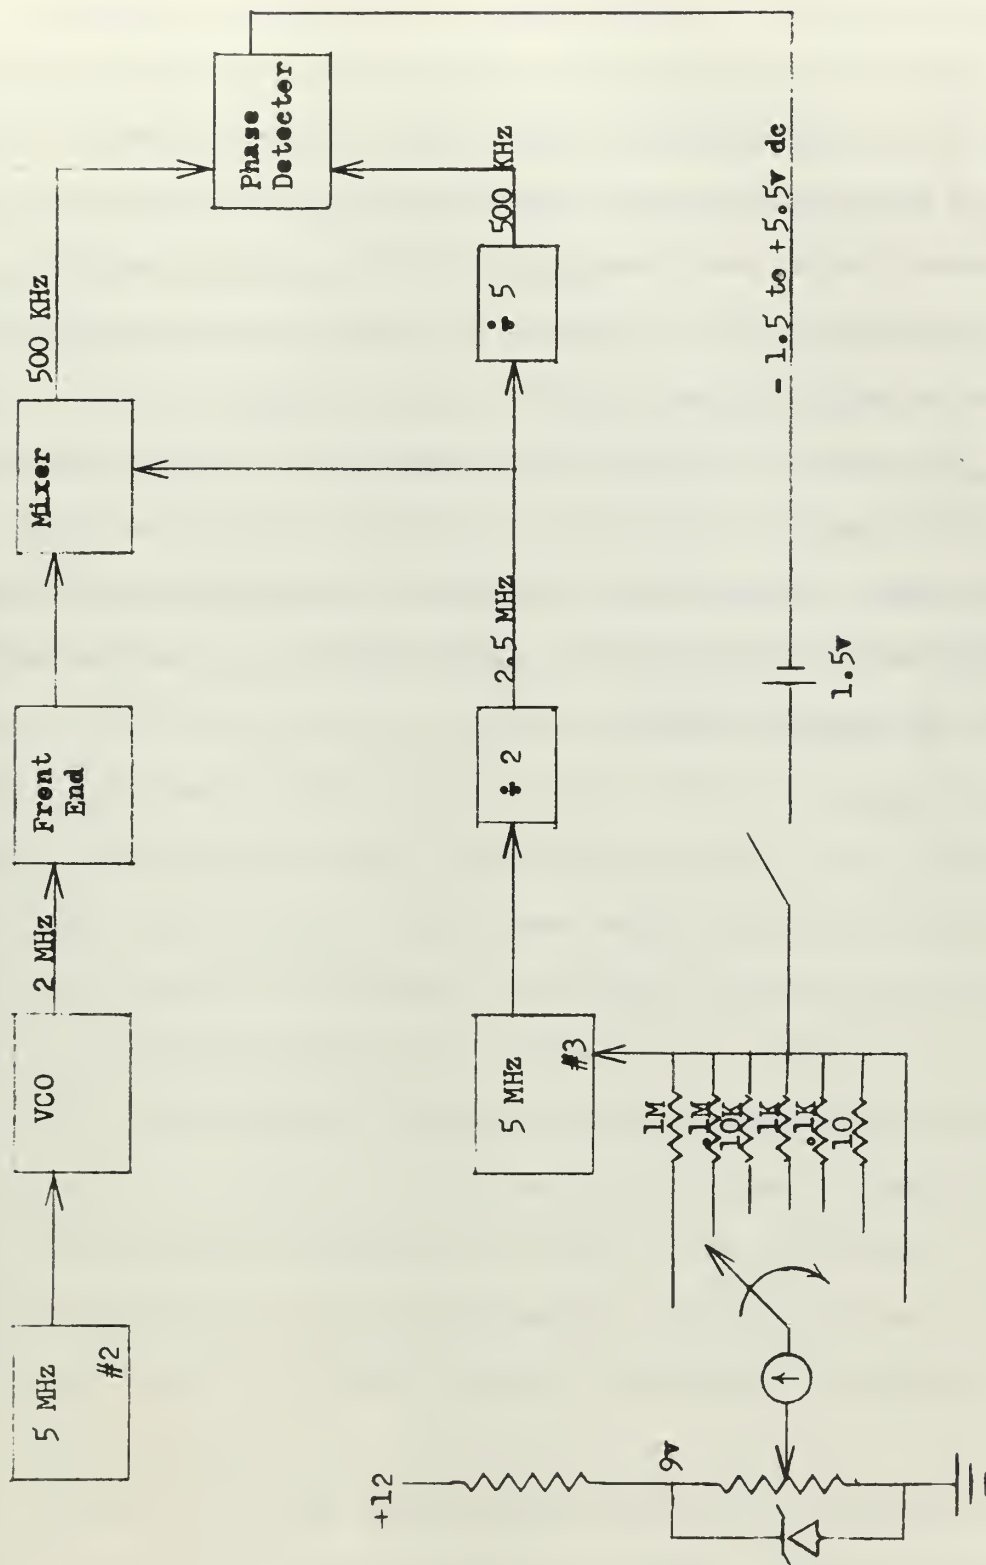 5 MHz
#2
VCO
2 MHz
Front
End
Mixer
500 KHz
Phase
Detector
5 MHz
#3
÷ 2
2.5 MHz
÷ 5
500 KHz
1M
.1M
10K
1K
.1K
10
1.5v
- 1.5 to +5.5v dc
+12
9v